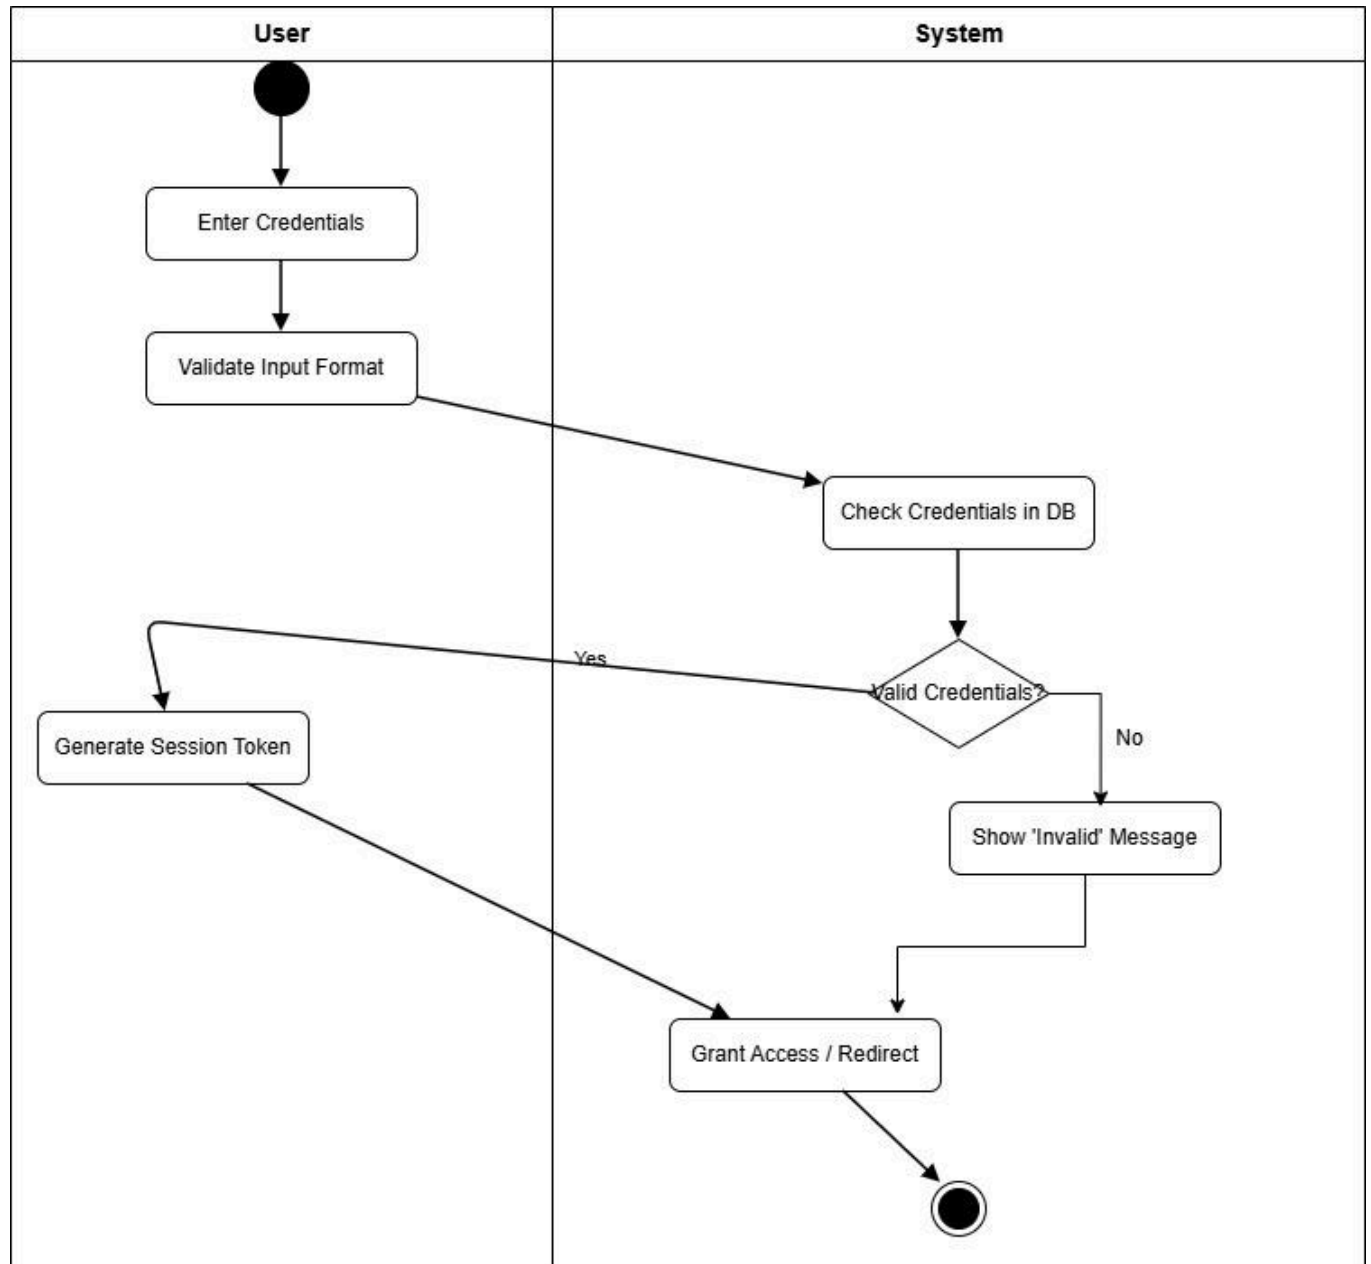 User
System
Enter Credentials
Validate Input Format
Check Credentials in DB
Yes
Valid Credentials?
No
Generate Session Token
Show 'Invalid' Message
Grant Access / Redirect